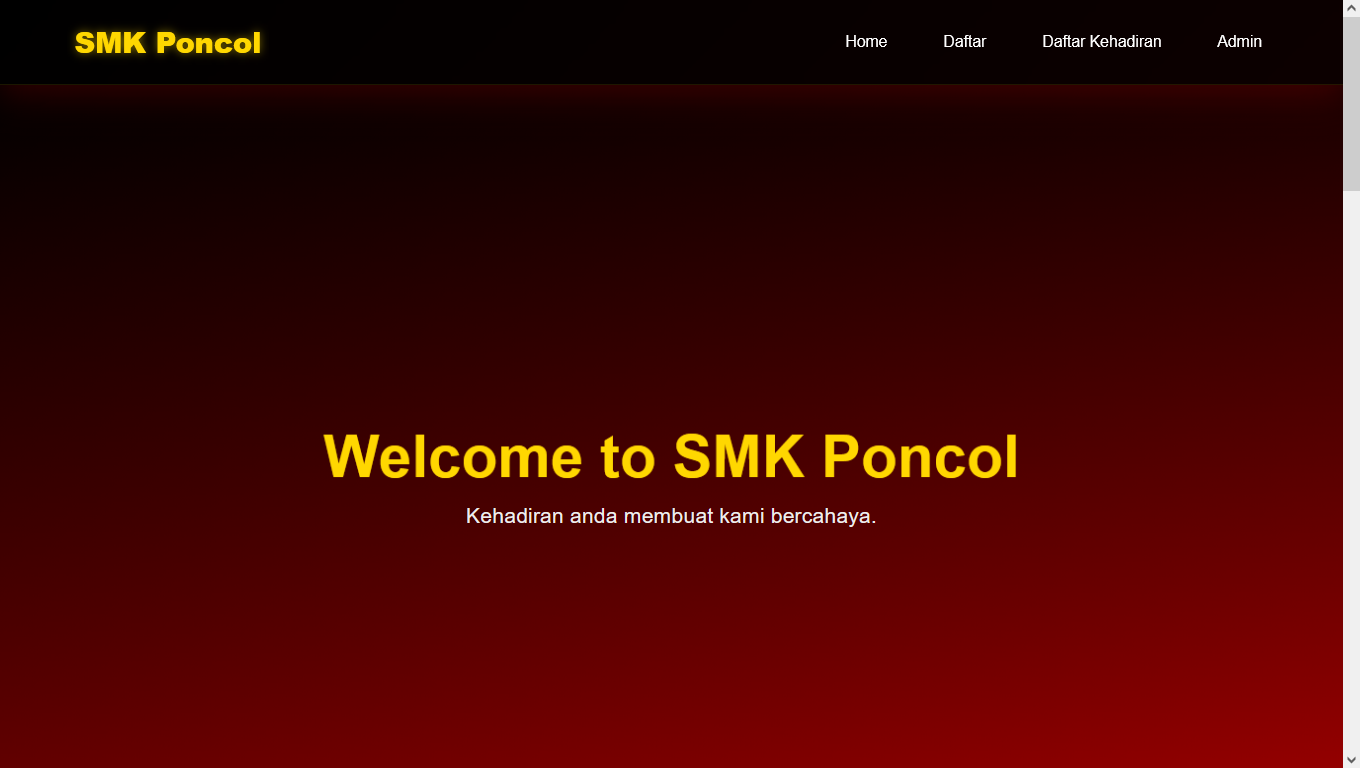 SMK Poncol
Home Daftar Daftar Kehadiran Admin
Welcome to SMK Poncol
Kehadiran anda membuat kami bercahaya.